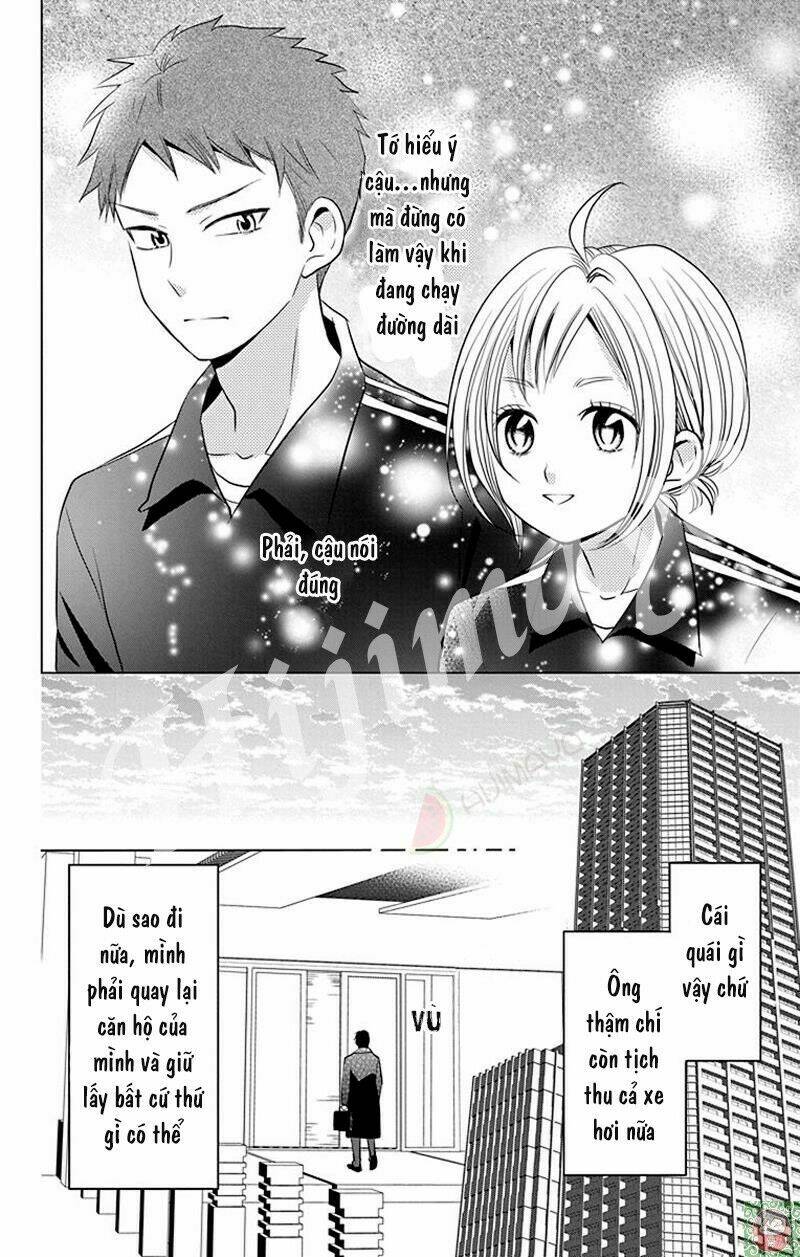 Tớ hiểu ý
cậu...nhưng
mà đừng có
làm vậy khi
đang chạy
đường dài
Phải, cậu nói
đúng
Hijimayo
HIJIMAYO
Cái
quái gì
vậy chứ
Ông
thậm chí
còn tịch
thu cả xe
hơi nữa
VÙ
Dù sao đi
nữa, mình
phải quay lại
căn hộ của
mình và giữ
lấy bất cứ thứ
gì có thể